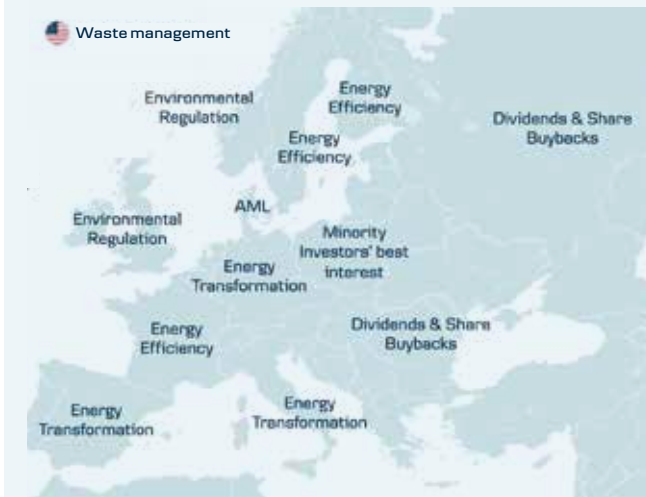 Waste management
Energy
Efficiency
Environmental
Regulation
Dividends & Share
Buybacks
Energy
Efficiency
AML
Environmental
Regulation
Minority
Investors' best
interest
Energy
Transformation
Energy
Efficiency
Dividends & Share
Buybacks
Energy
Transformation
Energy
Transformation